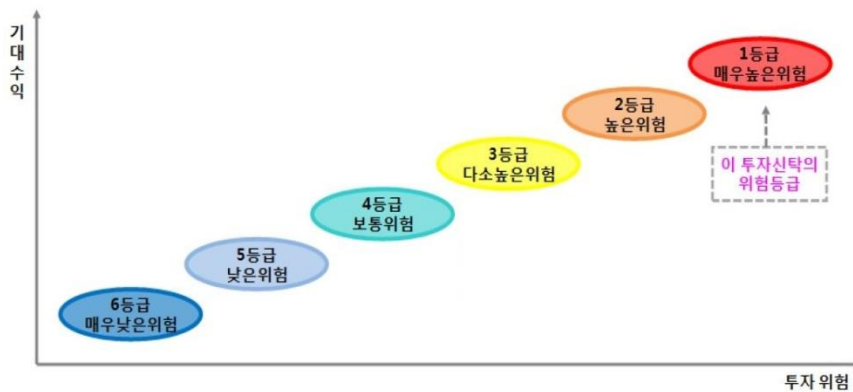 기대수익
1등급
매우높은위험
2등급
높은위험
3등급
다소높은위험
이 투자신탁의
위험등급
4등급
보통위험
5등급
낮은위험
6등급
매우낮은위험
투자 위험